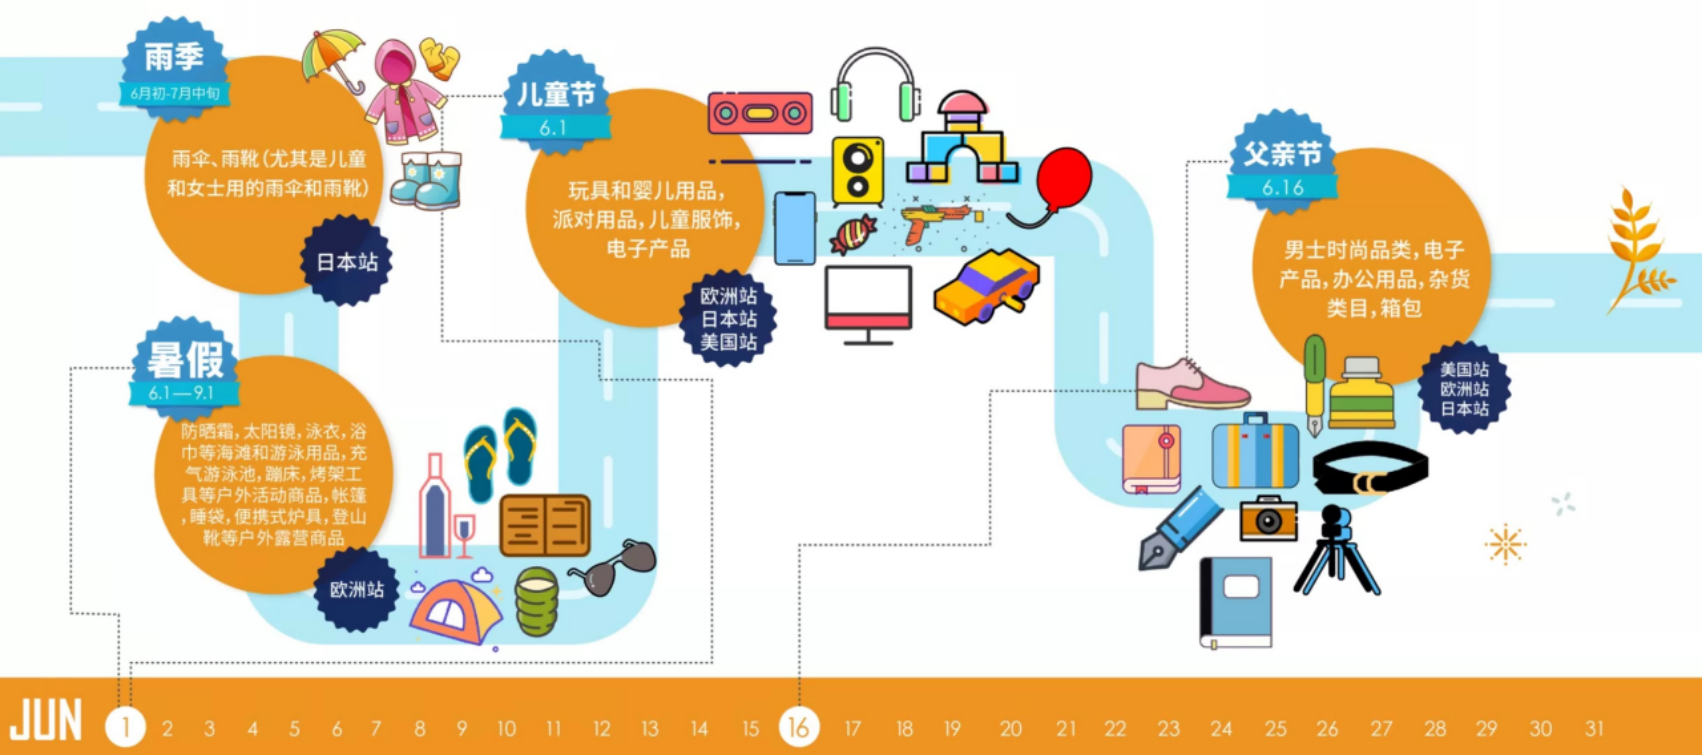 雨季
6月初-7月中旬
雨伞、雨靴(尤其是儿童
和女士用的雨伞和雨靴)
日本站
暑假
6.1—9.1
防晒霜,太阳镜,泳衣,浴
巾等海滩和游泳用品,充
气游泳池,蹦床,烤架工
具等户外活动商品,帐篷
,睡袋,便携式炉具,登山
靴等户外露营商品
欧洲站
儿童节
6.1
玩具和婴儿用品,
派对用品,儿童服饰,
电子产品
欧洲站
日本站
美国站
父亲节
6.16
男士时尚品类,电子
产品,办公用品,杂货
类目,箱包
美国站
欧洲站
日本站
JUN 1 2 3 4 5 6 7 8 9 10 11 12 13 14 15 16 17 18 19 20 21 22 23 24 25 26 27 28 29 30 31